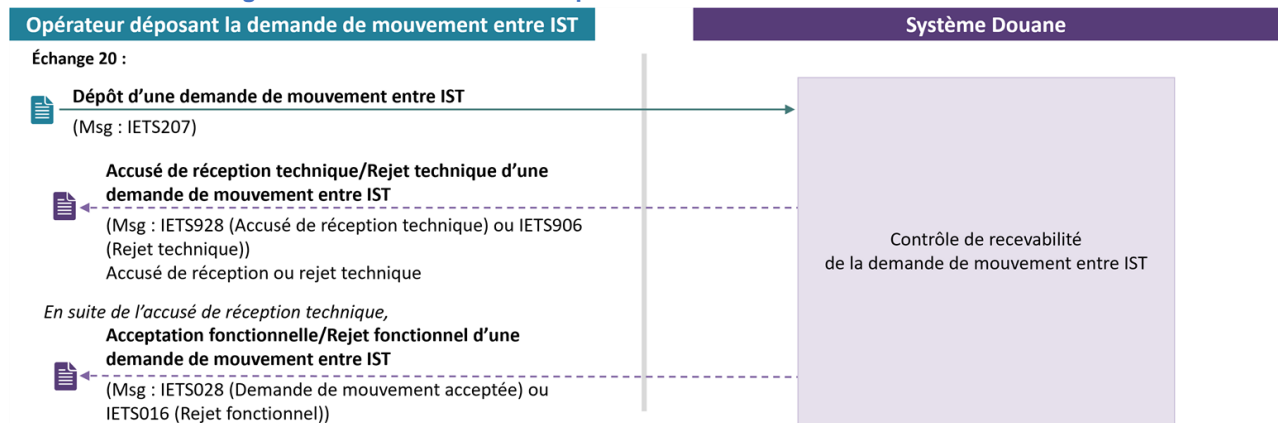 Opérateur déposant la demande de mouvement entre IST
Système Douane
Échange 20 :
Dépôt d'une demande de mouvement entre IST
(Msg : IETS207)
Accusé de réception technique/Rejet technique d'une
demande de mouvement entre IST
(Msg : IETS928 (Accusé de réception technique) ou IETS906
(Rejet technique))
Accusé de réception ou rejet technique
En suite de l'accusé de réception technique,
Acceptation fonctionnelle/Rejet fonctionnel d'une
demande de mouvement entre IST
(Msg : IETS028 (Demande de mouvement acceptée) ou
IETS016 (Rejet fonctionnel))
Contrôle de recevabilité
de la demande de mouvement entre IST